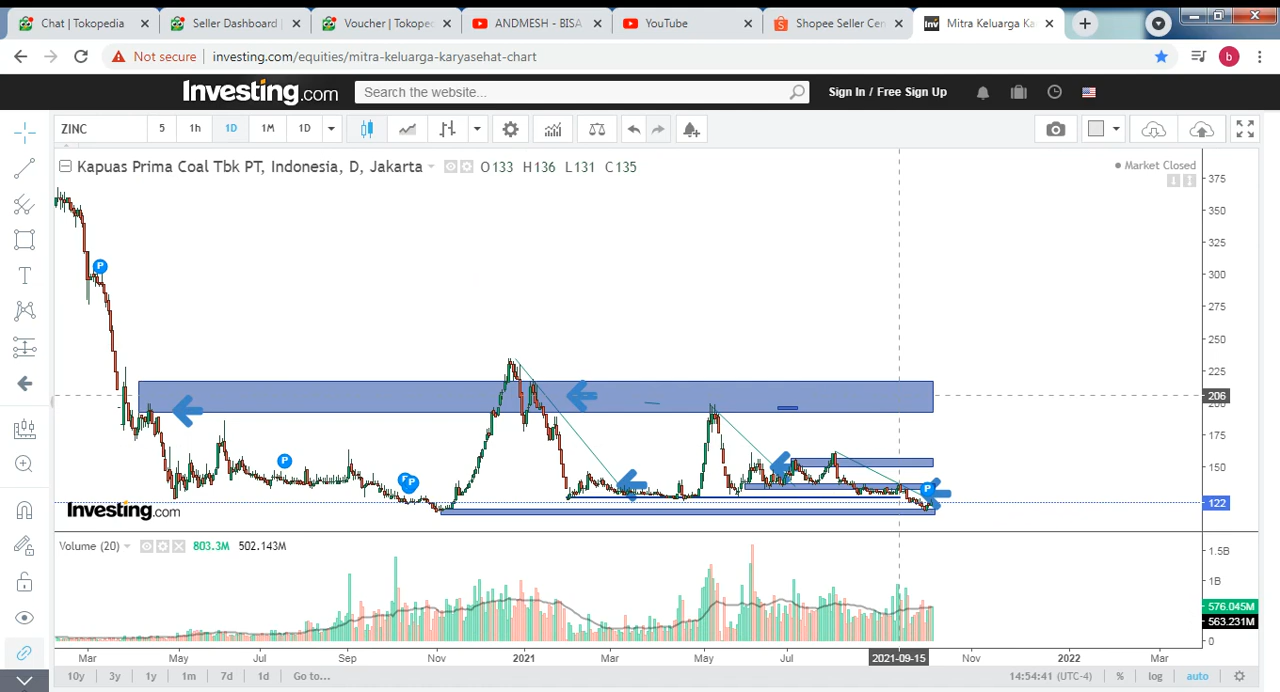 Chat | Tokopedia
Seller Dashboard |
Voucher | Tokoped
ANDMESH - BISA
YouTube
Shopee Seller Cen
Inv
Mitra Keluarga Ka
Not secure
investing.com/equities/mitra-keluarga-karyasehat-chart
b
Investing.com
Search the website...
Sign In / Free Sign Up
ZINC
5
1h
1D
1M
1D
Kapuas Prima Coal Tbk PT, Indonesia, D, Jakarta
O133 H136 L131 C135
Market Closed
375
350
325
300
275
250
225
206
200
175
150
122
P
P
P
P
Investing.com
Volume (20)
803.3M
502.143M
1.5B
1B
576.045M
563.231M
0
Mar
May
Jul
Sep
Nov
2021
Mar
May
Jul
2021-09-15
Nov
2022
Mar
10y
3y
1y
1m
7d
1d
Go to...
14:54:41 (UTC-4)
%
log
auto